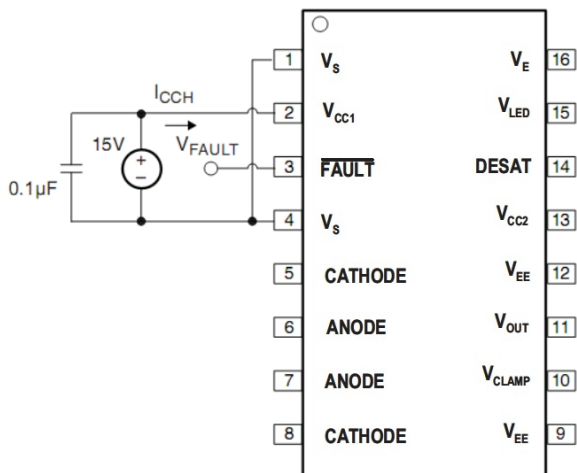 1 V_S V_E 16
I_CCH
2 V_CC1 V_LED 15
15V V_FAULT
+
−
3 FAULT DESAT 14
0.1µF
4 V_S V_CC2 13
5 CATHODE V_EE 12
6 ANODE V_OUT 11
7 ANODE V_CLAMP 10
8 CATHODE V_EE 9